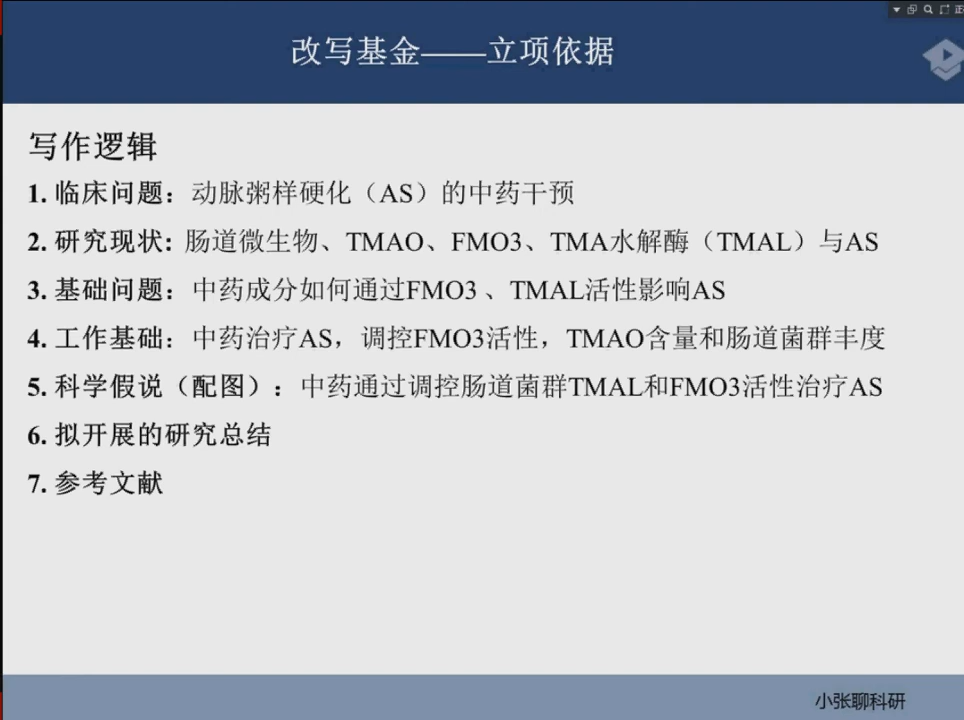 改写基金——立项依据
写作逻辑
1. 临床问题：动脉粥样硬化（AS）的中药干预
2. 研究现状: 肠道微生物、TMAO、FMO3、TMA水解酶（TMAL）与AS
3. 基础问题：中药成分如何通过FMO3 、TMAL活性影响AS
4. 工作基础：中药治疗AS，调控FMO3活性，TMAO含量和肠道菌群丰度
5. 科学假说（配图）：中药通过调控肠道菌群TMAL和FMO3活性治疗AS
6. 拟开展的研究总结
7. 参考文献
小张聊科研